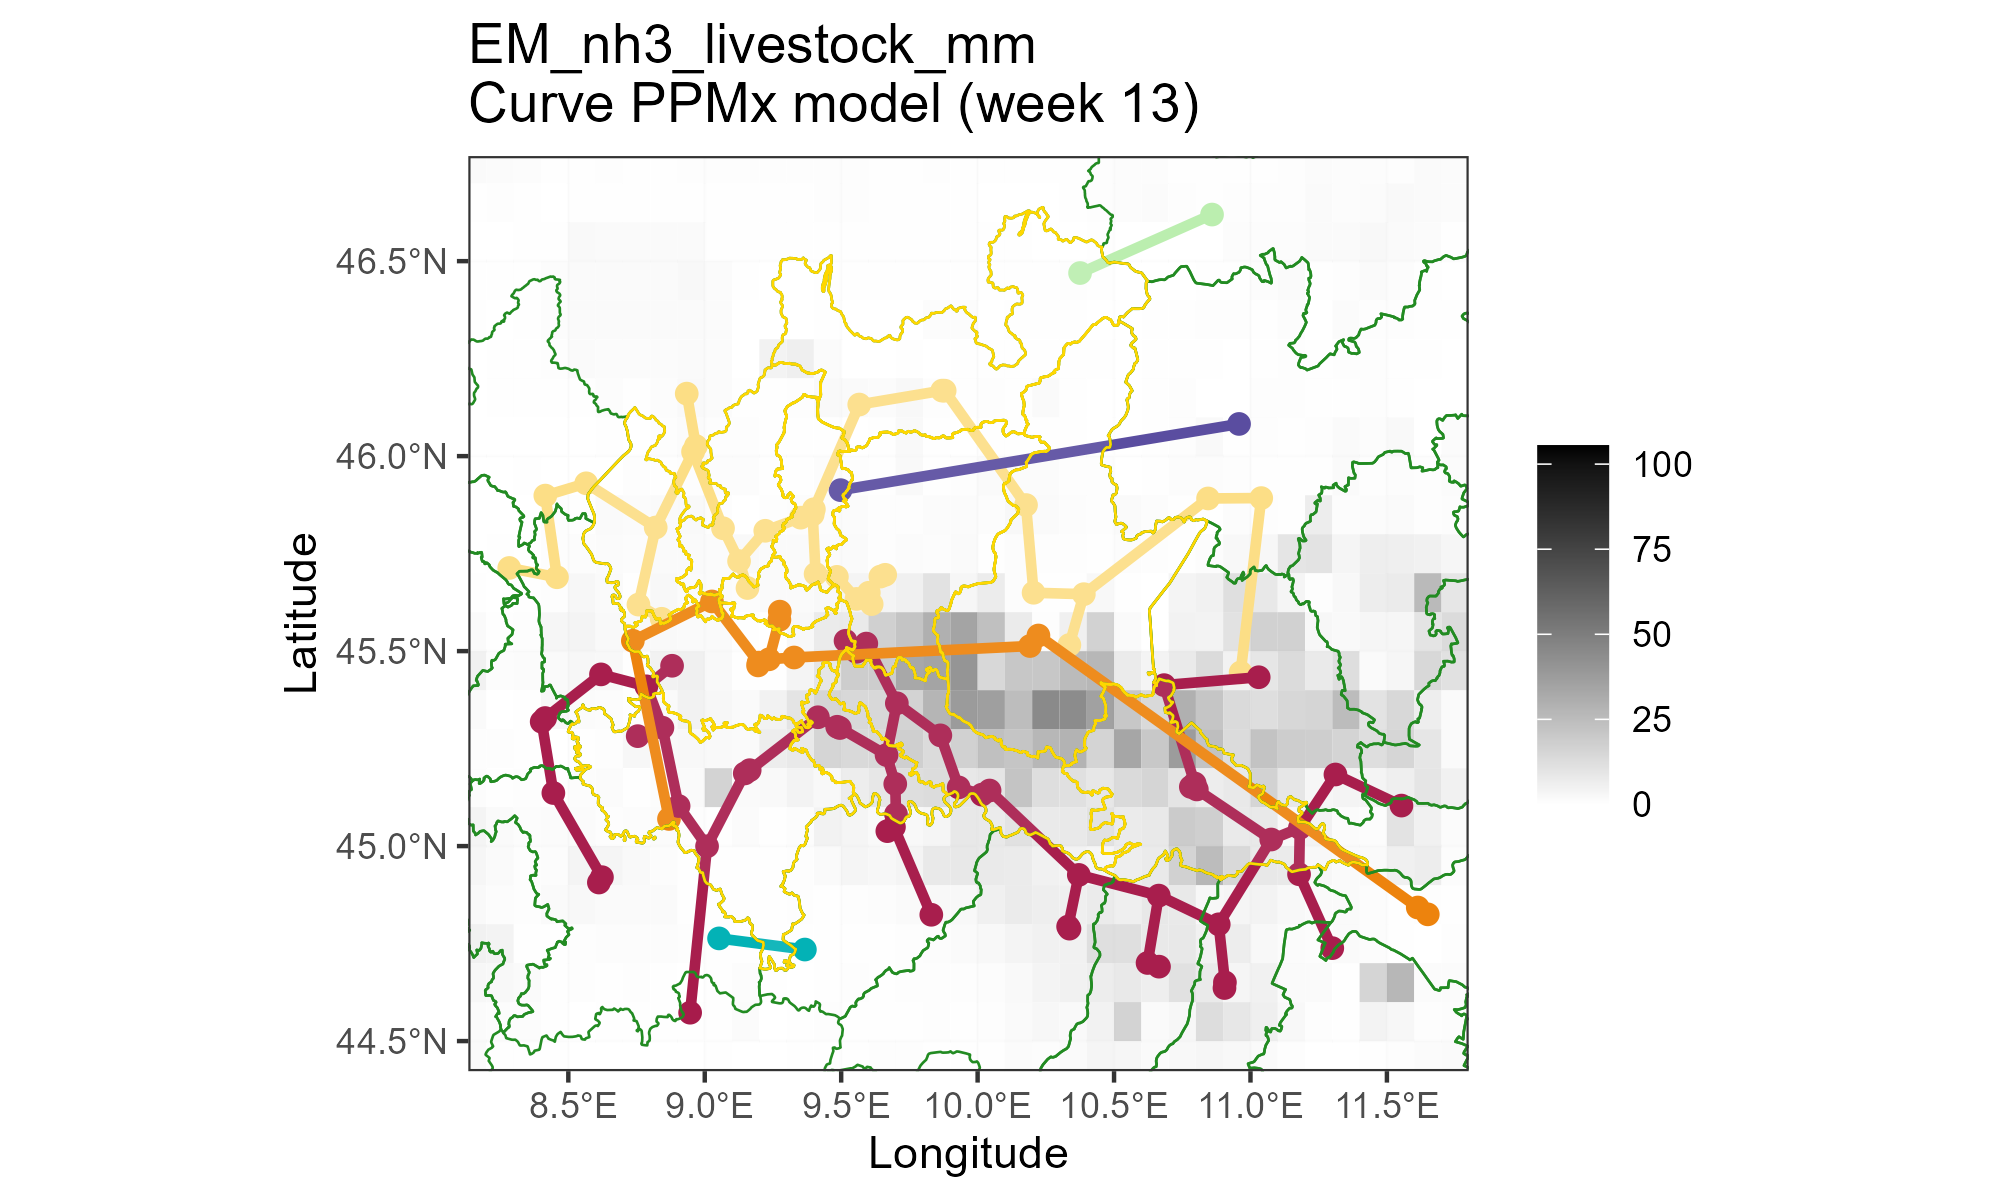 EM_nh3_livestock_mm
Curve PPMx model (week 13)
46.5°N
46.0°N
45.5°N
45.0°N
44.5°N
Latitude
8.5°E 9.0°E 9.5°E 10.0°E 10.5°E 11.0°E 11.5°E
Longitude
100
75
50
25
0